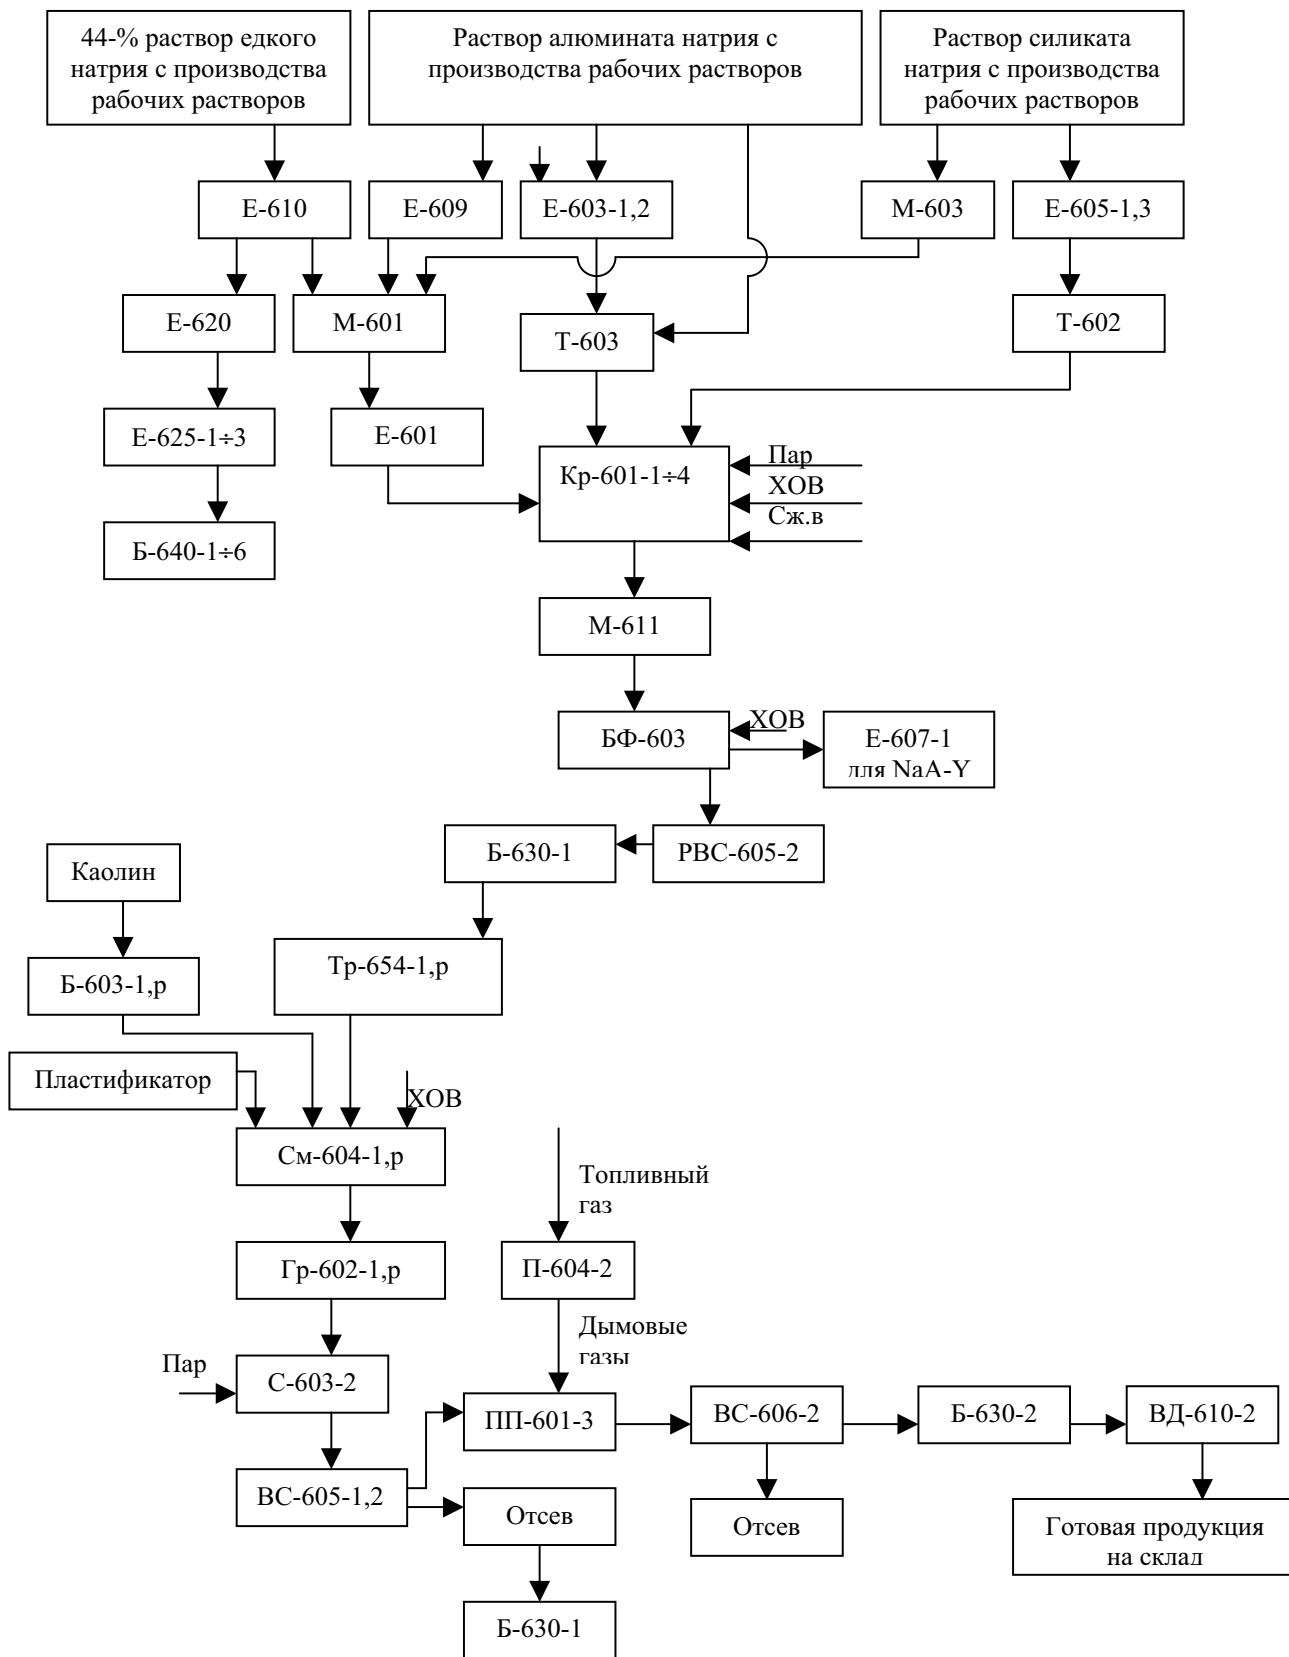 44-% раствор едкого
натрия с производства
рабочих растворов
Раствор алюмината натрия с
производства рабочих растворов
Раствор силиката
натрия с производства
рабочих растворов
Е-610
Е-609
Е-603-1,2
М-603
Е-605-1,3
Е-620
М-601
Т-603
Т-602
Е-625-1÷3
Е-601
Кр-601-1÷4
Пар
ХОВ
Сж.в
Б-640-1÷6
М-611
БФ-603
ХОВ
Е-607-1
для NaA-Y
Б-630-1
РВС-605-2
Каолин
Тр-654-1,р
Б-603-1,р
Пластификатор
ХОВ
См-604-1,р
Топливный
газ
Гр-602-1,р
П-604-2
Дымовые
газы
Пар
С-603-2
ПП-601-3
ВС-606-2
Б-630-2
ВД-610-2
ВС-605-1,2
Отсев
Отсев
Готовая продукция
на склад
Б-630-1